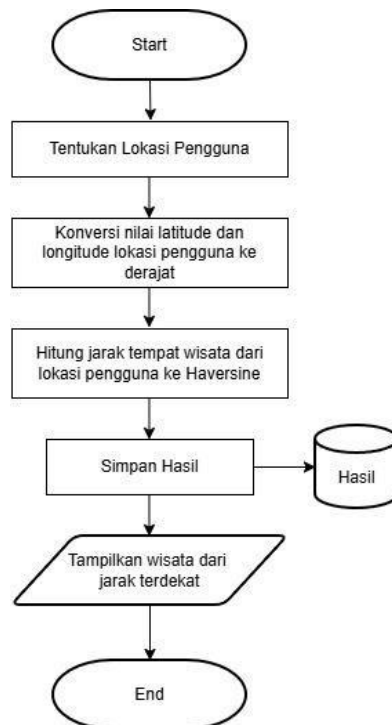 Start
Tentukan Lokasi Pengguna
Konversi nilai latitude dan
longitude lokasi pengguna ke
derajat
Hitung jarak tempat wisata dari
lokasi pengguna ke Haversine
Simpan Hasil
Hasil
Tampilkan wisata dari
jarak terdekat
End